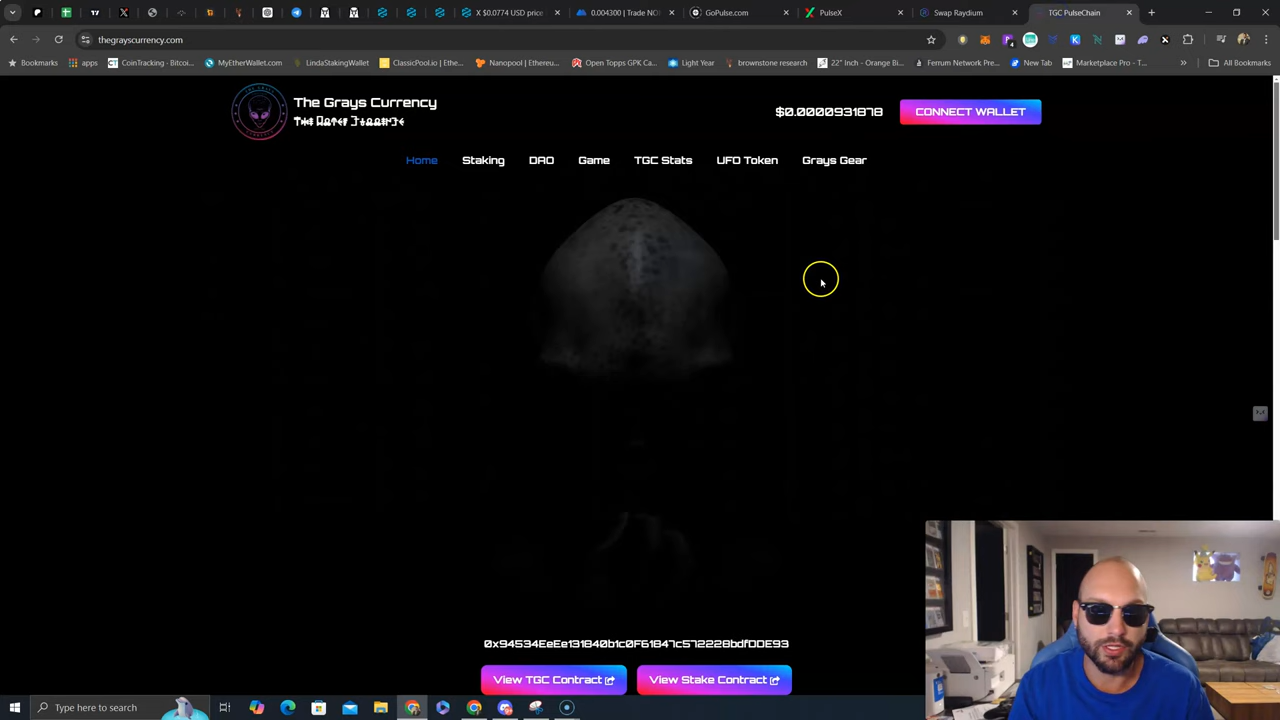 X $0.0774 USD price
0.004300 | Trade NO
GoPulse.com
PulseX
Swap Raydium
TGC PulseChain
thegrayscurrency.com
Bookmarks
apps
CoinTracking - Bitcoi...
MyEtherWallet.com
LindaStakingWallet
ClassicPool.io | Ethe...
Nanopool | Ethereu...
Open Topps GPK Ca...
Light Year
brownstone research
22" Inch - Orange Bi...
Ferrum Network Pre...
New Tab
Marketplace Pro - T...
All Bookmarks
The Grays Currency
$0.0000931878
CONNECT WALLET
Home
Staking
DAO
Game
TGC Stats
UFO Token
Grays Gear
0x94534EeEe131840b1c0F61847c572228bdfDDE93
View TGC Contract
View Stake Contract
Type here to search